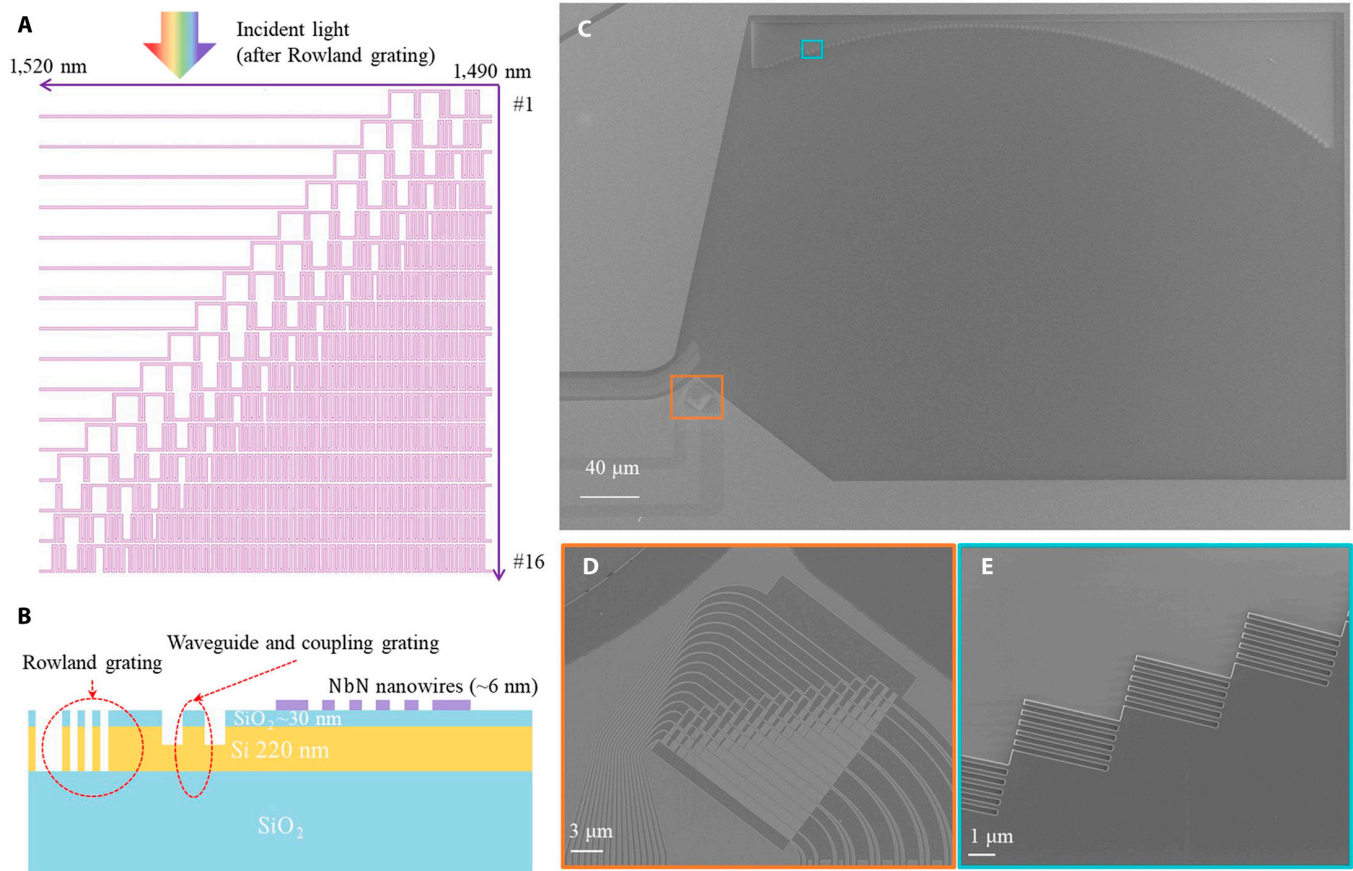 A
Incident light
(after Rowland grating)
1,520 nm
1,490 nm
#1
#16
B
Waveguide and coupling grating
Rowland grating
NbN nanowires (~6 nm)
SiO₂~30 nm
Si 220 nm
SiO₂
C
40 μm
D
3 μm
E
1 μm